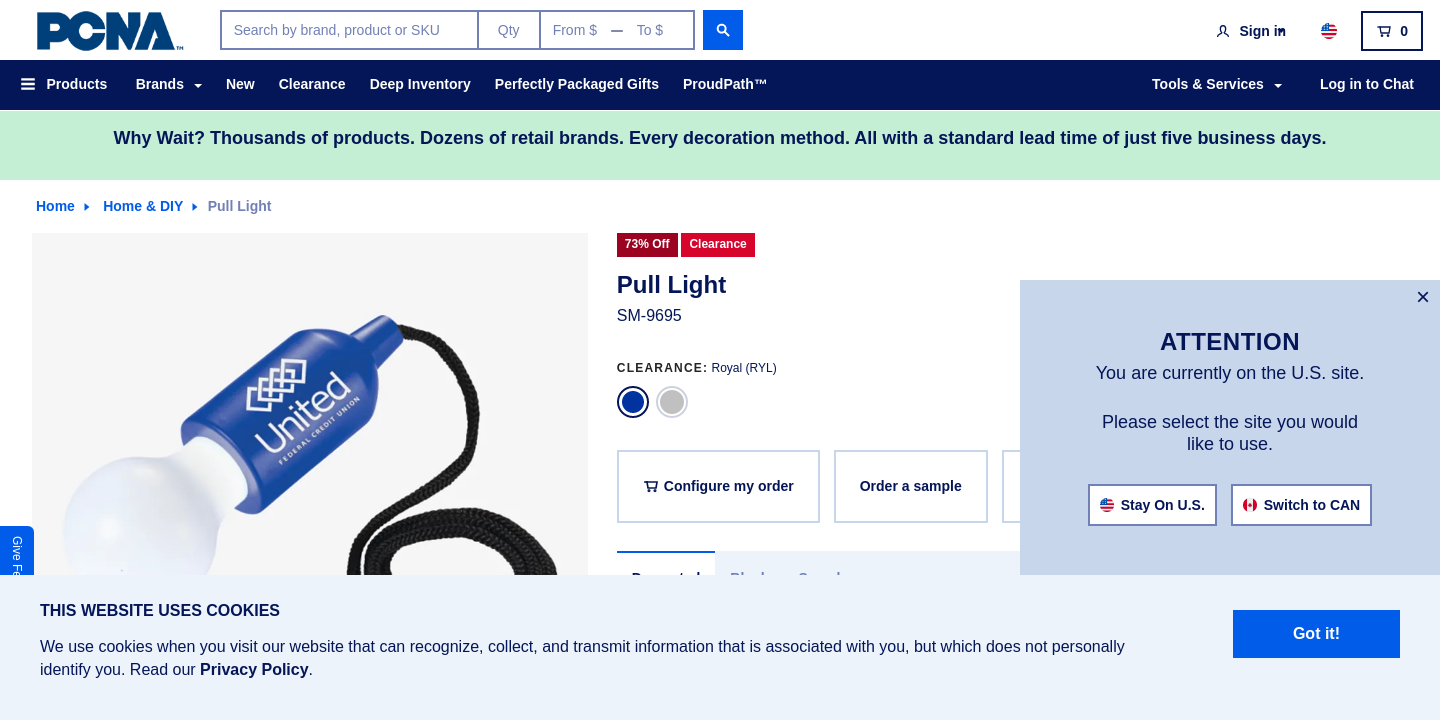 PCNA™
Search by brand, product or SKU
Qty
From $ — To $
Sign in
0
Products
Brands
New
Clearance
Deep Inventory
Perfectly Packaged Gifts
ProudPath™
Tools & Services
Log in to Chat
Why Wait? Thousands of products. Dozens of retail brands. Every decoration method. All with a standard lead time of just five business days.
Home
Home & DIY
Pull Light
United
FEDERAL CREDIT UNION
73% Off
Clearance
Pull Light
SM-9695
CLEARANCE: Royal (RYL)
Configure my order
Order a sample
×
ATTENTION
You are currently on the U.S. site.
Please select the site you would
like to use.
Stay On U.S.
Switch to CAN
Give
THIS WEBSITE USES COOKIES
We use cookies when you visit our website that can recognize, collect, and transmit information that is associated with you, but which does not personally
identify you. Read our Privacy Policy.
Got it!